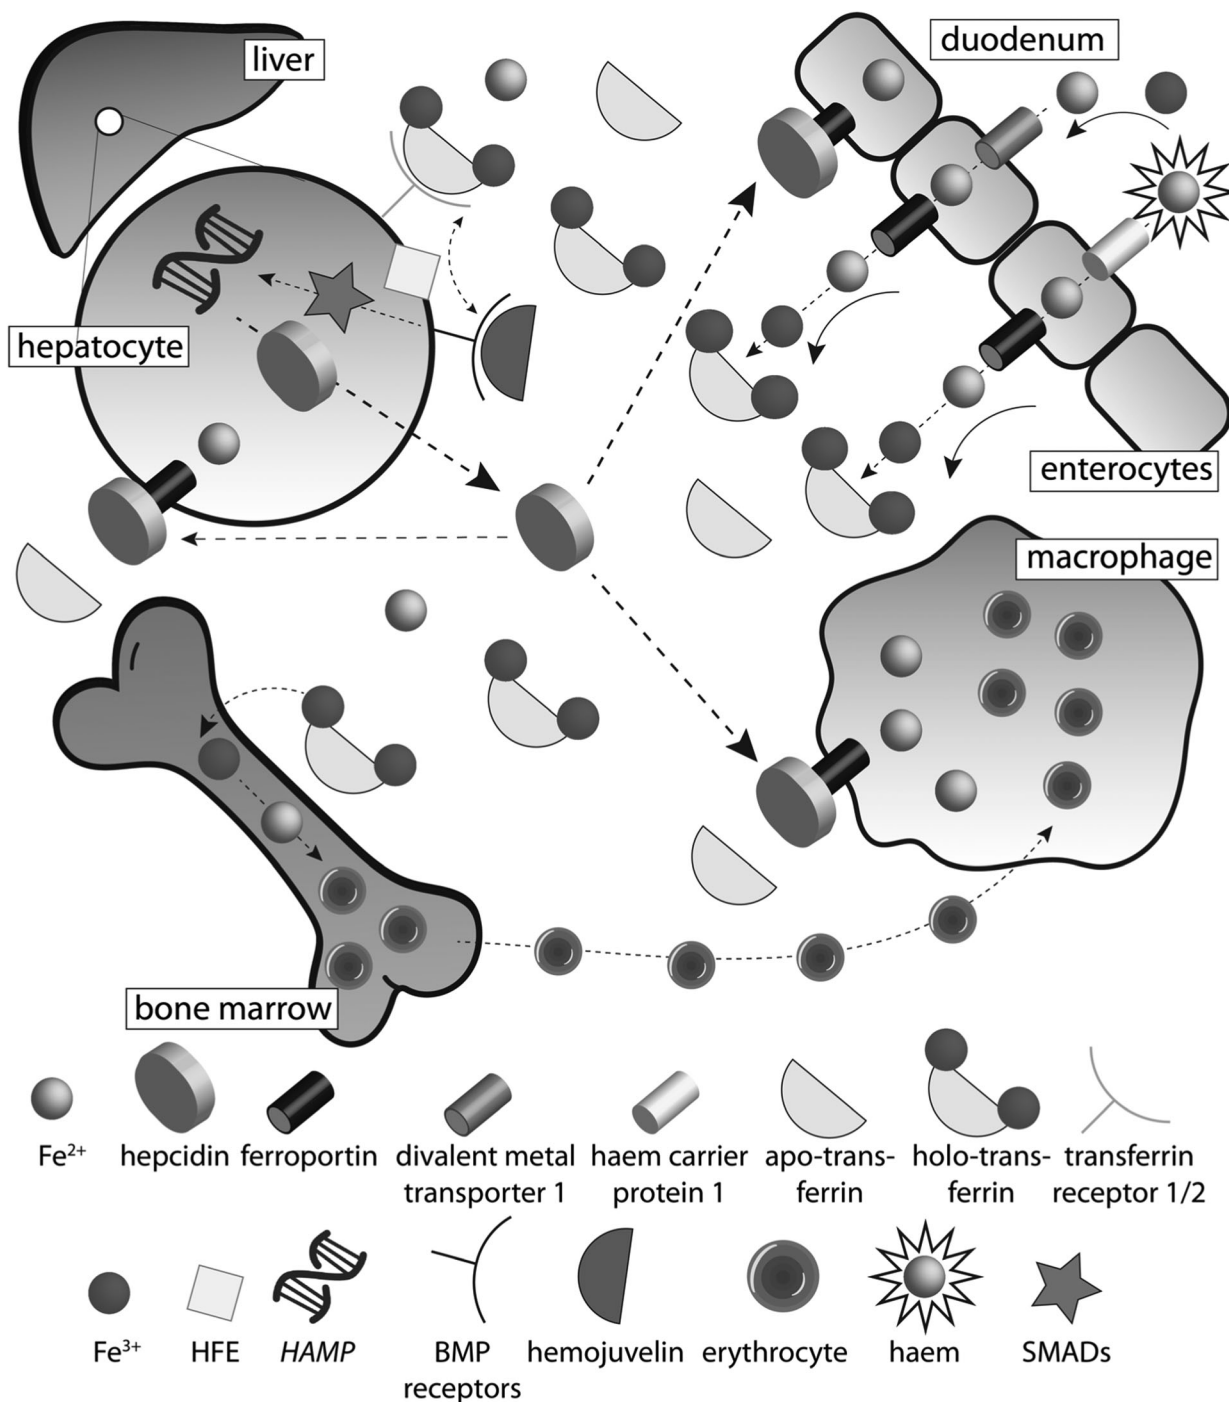 liver
duodenum
hepatocyte
enterocytes
macrophage
bone marrow
Fe²⁺
hepcidin
ferroportin
divalent metal
transporter 1
haem carrier
protein 1
apo-trans-
ferrin
holo-trans-
ferrin
transferrin
receptor 1/2
Fe³⁺
HFE
HAMP
BMP
receptors
hemojuvelin
erythrocyte
haem
SMADs